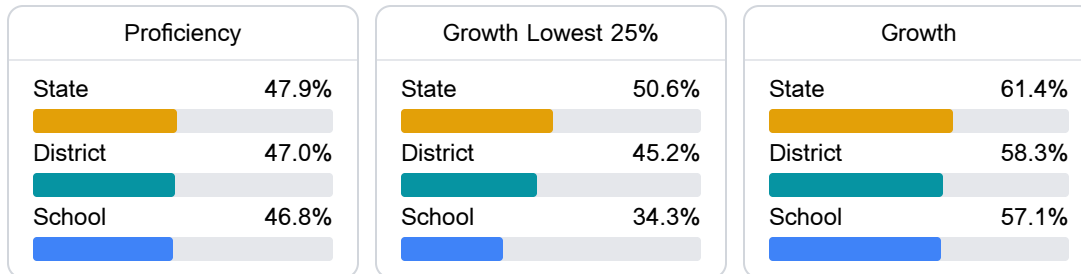 Proficiency
State 47.9%
District 47.0%
School 46.8%
Growth Lowest 25%
State 50.6%
District 45.2%
School 34.3%
Growth
State 61.4%
District 58.3%
School 57.1%